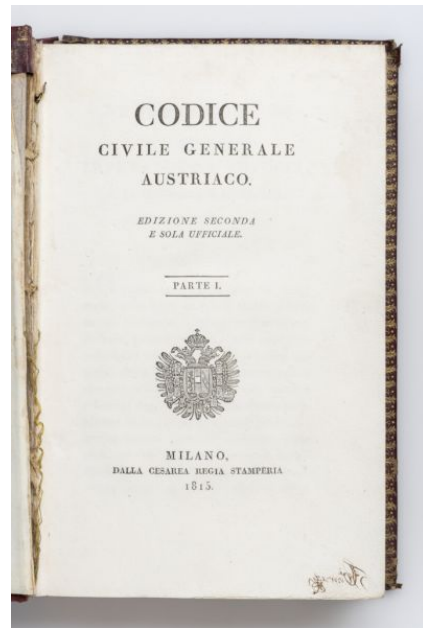 CODICE
CIVILE GENERALE
AUSTRIACO.
EDIZIONE SECONDA
E SOLA UFFICIALE.
PARTE I.
MILANO,
DALLA CESAREA REGIA STAMPERIA
1815.